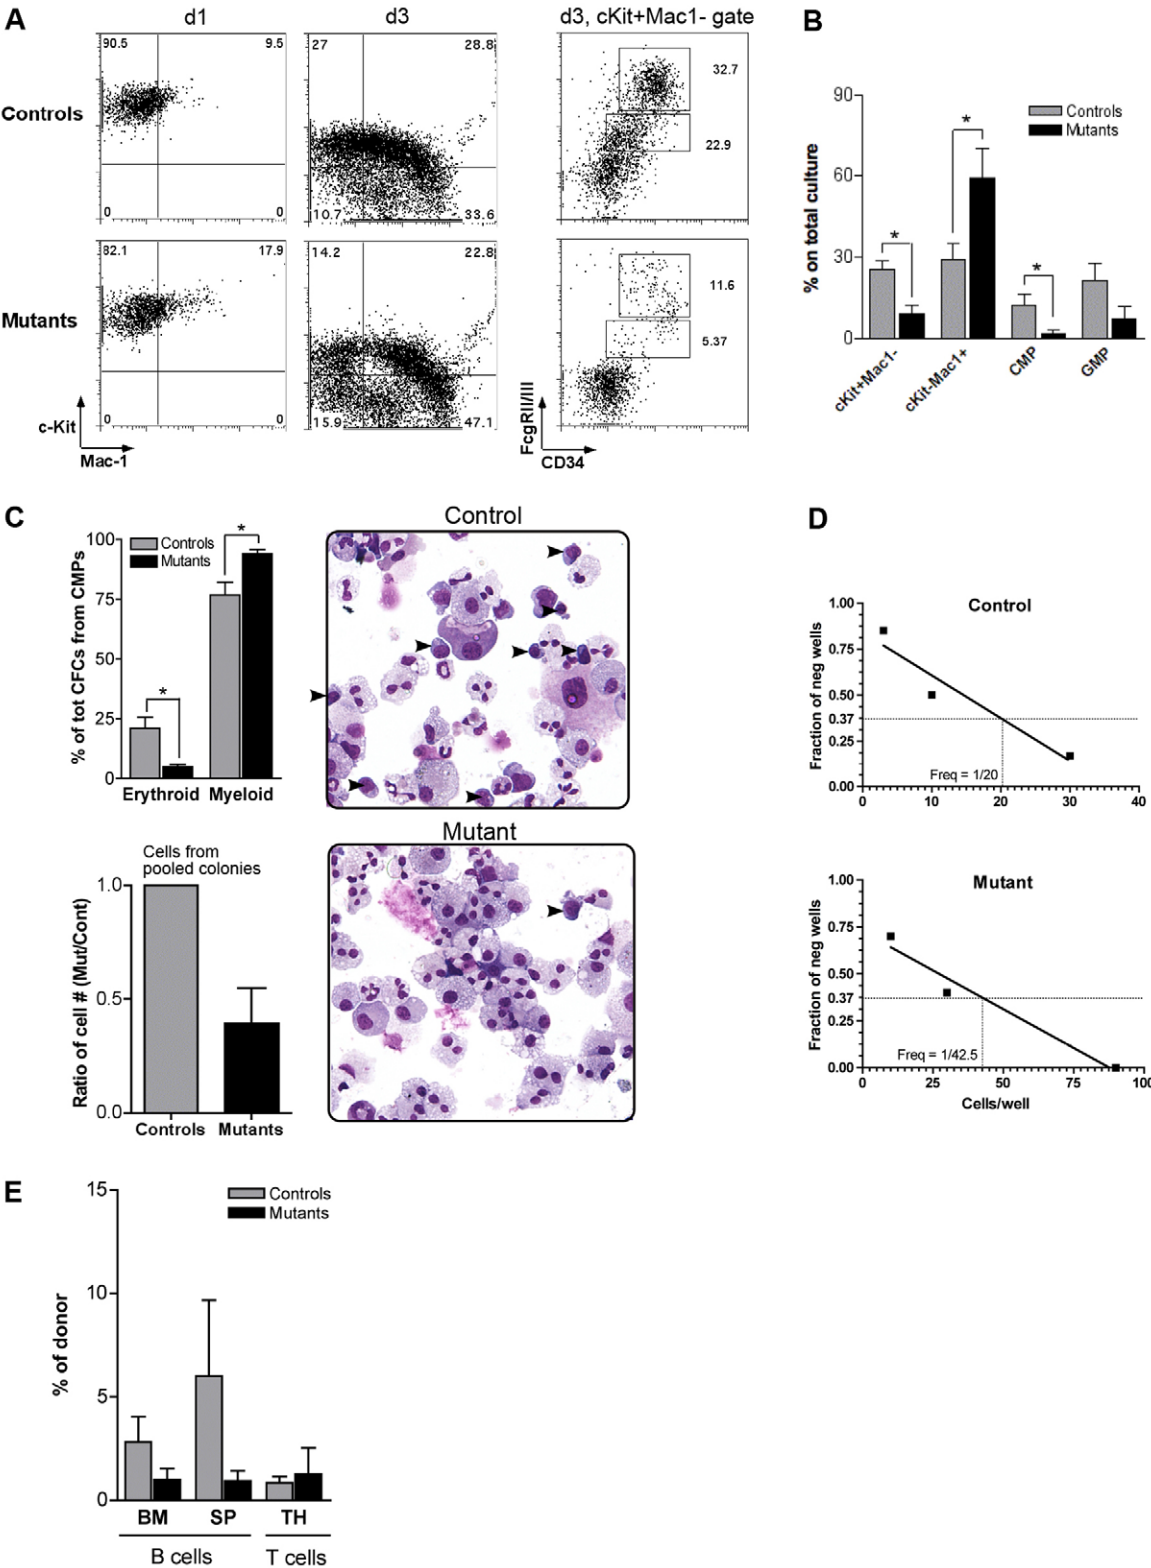 A
d1
d3
d3, cKit+Mac1- gate
Controls
90.5
9.5
0
0
27
28.8
10.7
33.6
32.7
22.9
Mutants
82.1
17.9
0
0
14.2
22.8
15.9
47.1
11.6
5.37
c-Kit
Mac-1
FcgRII/III
CD34
B
% on total culture
90
60
30
0
Controls
Mutants
*
*
*
cKit+Mac1-
cKit-Mac1+
CMP
GMP
C
% of tot CFCs from CMPs
100
75
50
25
0
Controls
Mutants
*
*
Erythroid
Myeloid
Control
Mutant
Cells from
pooled colonies
Ratio of cell # (Mut/Cont)
1.0
0.5
0.0
Controls
Mutants
D
Control
Fraction of neg wells
1.00
0.75
0.50
0.37
0.25
0.00
Freq = 1/20
0
10
20
30
40
Mutant
Fraction of neg wells
1.00
0.75
0.50
0.37
0.25
0.00
Freq = 1/42.5
0
25
50
75
100
Cells/well
E
% of donor
15
10
5
0
Controls
Mutants
BM
SP
TH
B cells
T cells